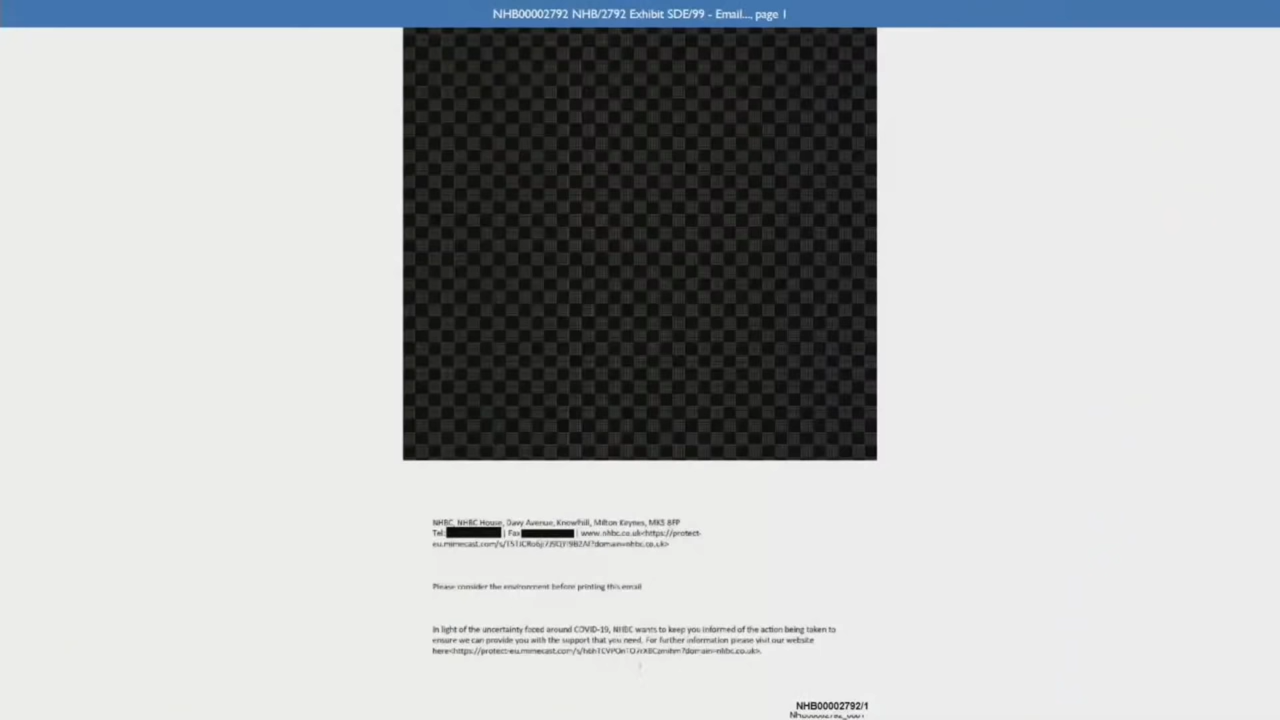 NHB00002792 NHB/2792 Exhibit SDE/99 - Email..., page 1
NHBC, NHBC House, Davy Avenue, Knowlhill, Milton Keynes, MK5 8FP
Tel: | Fax | www.nhbc.co.uk<https://protect-
Please consider the environment before printing this email
In light of the uncertainty faced around COVID-19, NHBC wants to keep you informed of the action being taken to
ensure we can provide you with the support that you need. For further information please visit our website
NHB00002792/1
NHB00002792_0001